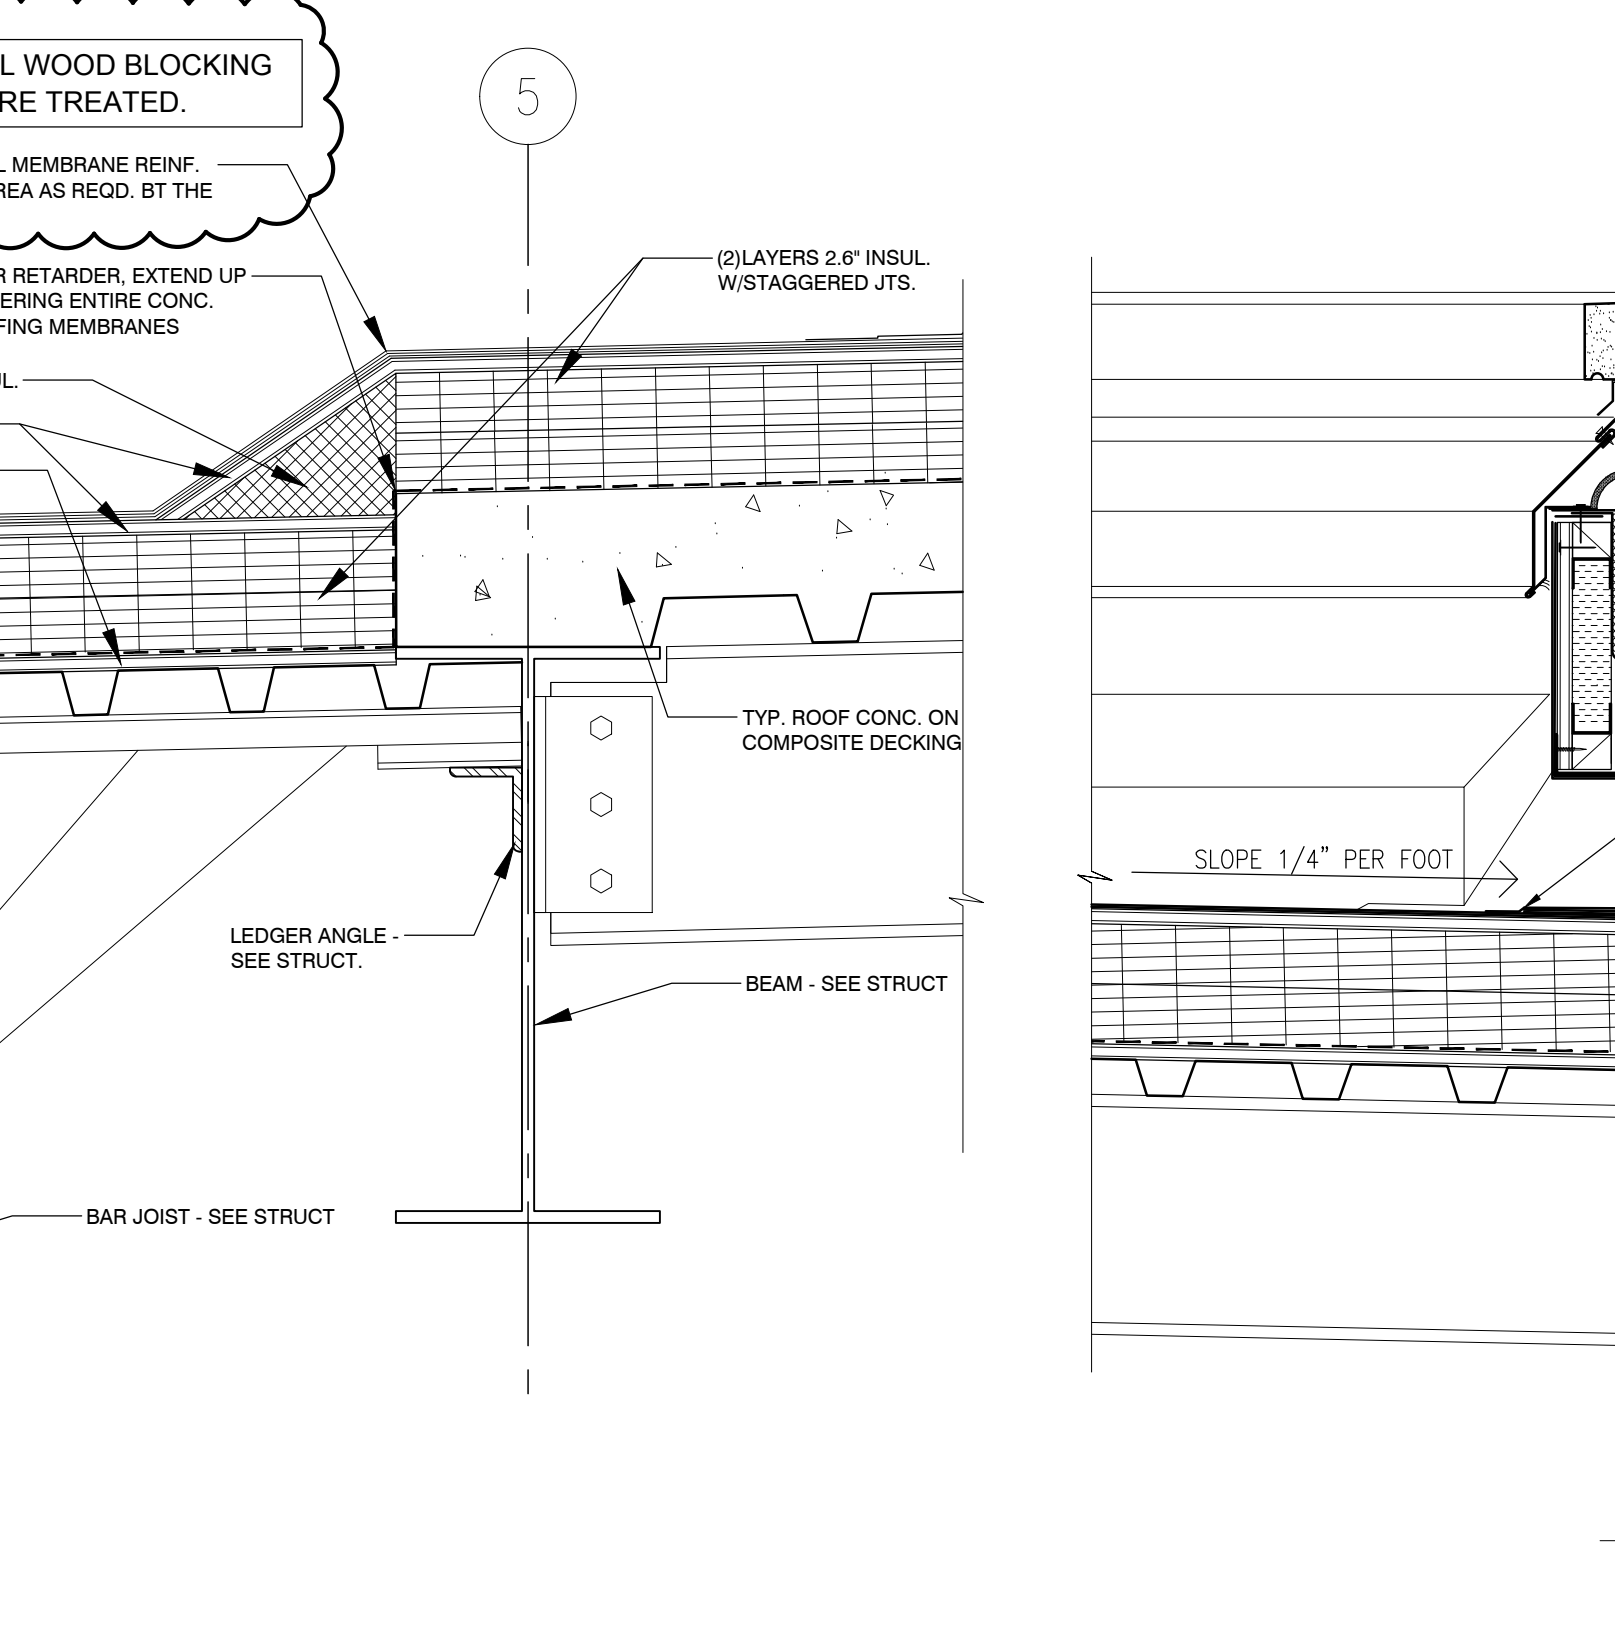 L WOOD BLOCKING
RE TREATED.
5
L MEMBRANE REINF.
REA AS REQD. BT THE
R RETARDER, EXTEND UP
ERING ENTIRE CONC.
FING MEMBRANES
(2)LAYERS 2.6" INSUL.
W/STAGGERED JTS.
UL.
TYP. ROOF CONC. ON
COMPOSITE DECKING
SLOPE 1/4" PER FOOT
LEDGER ANGLE -
SEE STRUCT.
BEAM - SEE STRUCT
BAR JOIST - SEE STRUCT